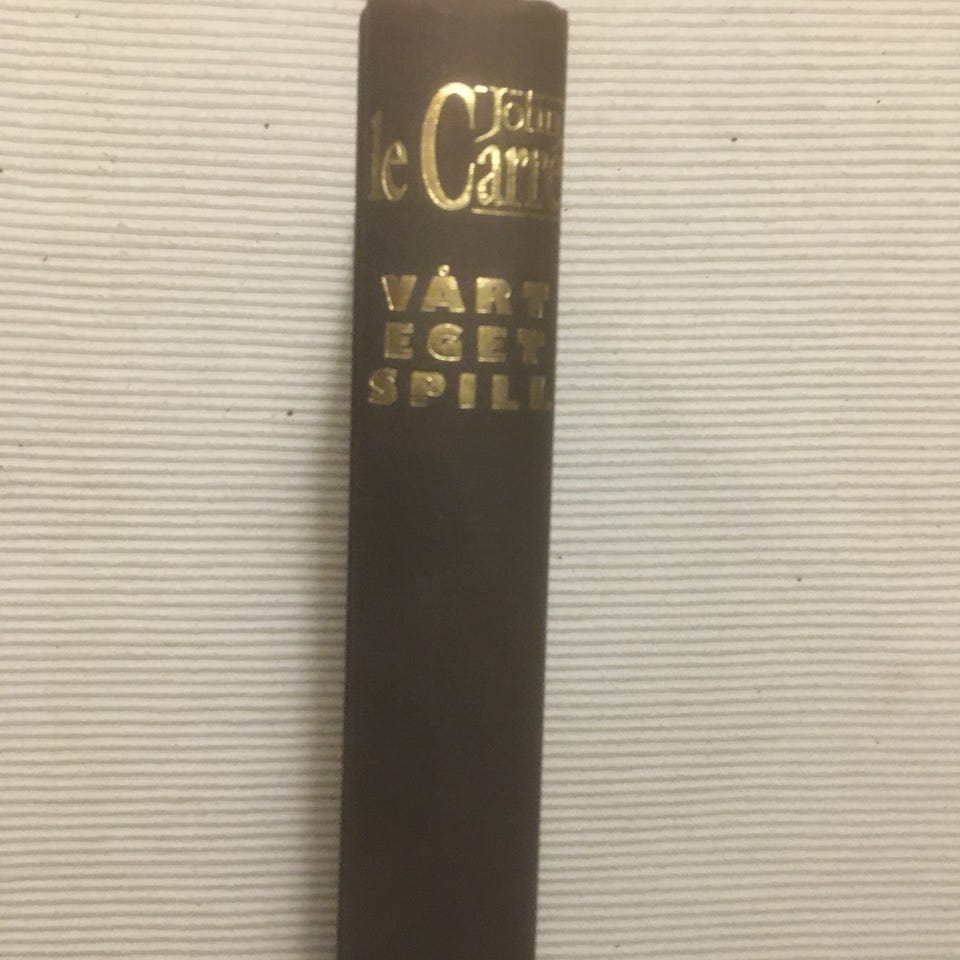 John
le Carré
VÅRT
EGET
SPILL